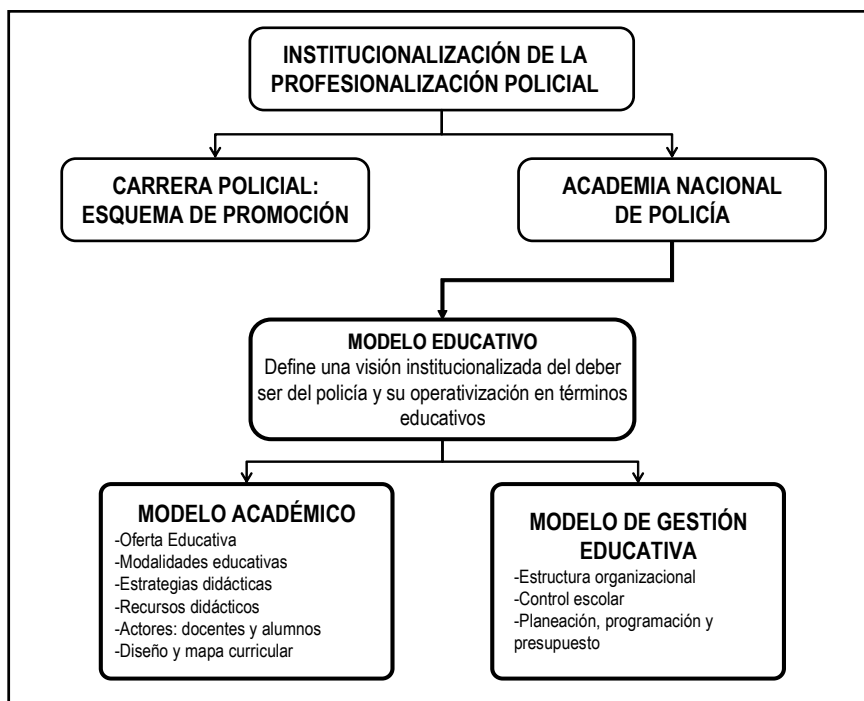 INSTITUCIONALIZACIÓN DE LA
PROFESIONALIZACIÓN POLICIAL
CARRERA POLICIAL:
ESQUEMA DE PROMOCIÓN
ACADEMIA NACIONAL
DE POLICÍA
MODELO EDUCATIVO
Define una visión institucionalizada del deber
ser del policía y su operativización en términos
educativos
MODELO ACADÉMICO
-Oferta Educativa
-Modalidades educativas
-Estrategias didácticas
-Recursos didácticos
-Actores: docentes y alumnos
-Diseño y mapa curricular
MODELO DE GESTIÓN
EDUCATIVA
-Estructura organizacional
-Control escolar
-Planeación, programación y
presupuesto